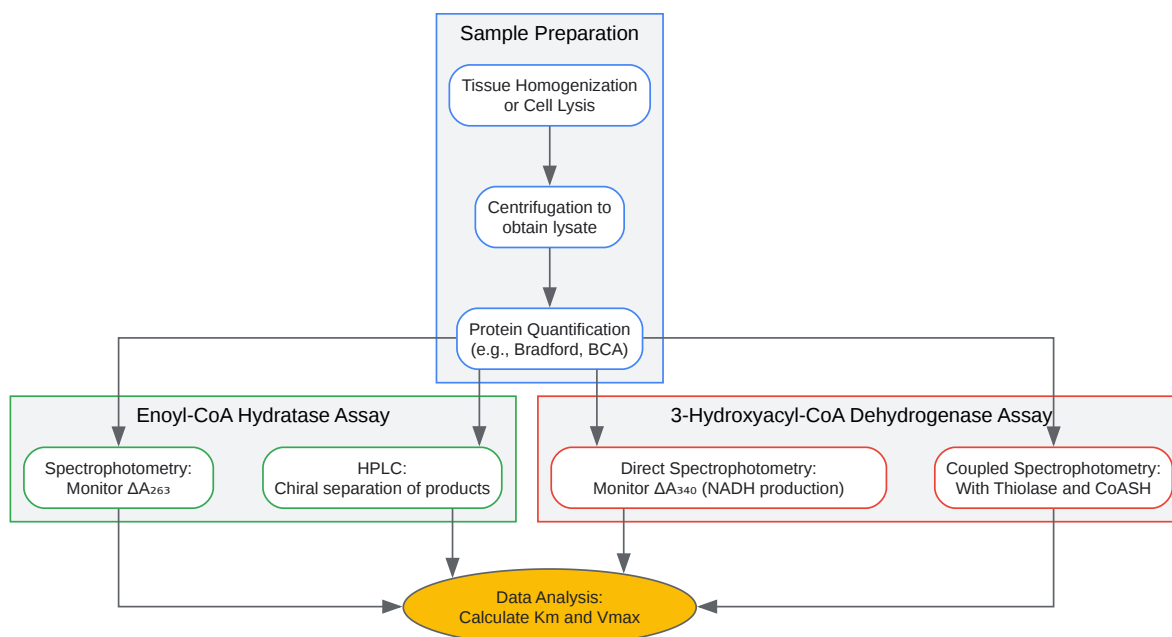 Sample Preparation
Tissue Homogenization
or Cell Lysis
Centrifugation to
obtain lysate
Protein Quantification
(e.g., Bradford, BCA)
Enoyl-CoA Hydratase Assay
Spectrophotometry:
Monitor ΔA₂₆₃
HPLC:
Chiral separation of products
3-Hydroxyacyl-CoA Dehydrogenase Assay
Direct Spectrophotometry:
Monitor ΔA₃₄₀ (NADH production)
Coupled Spectrophotometry:
With Thiolase and CoASH
Data Analysis:
Calculate Km and Vmax